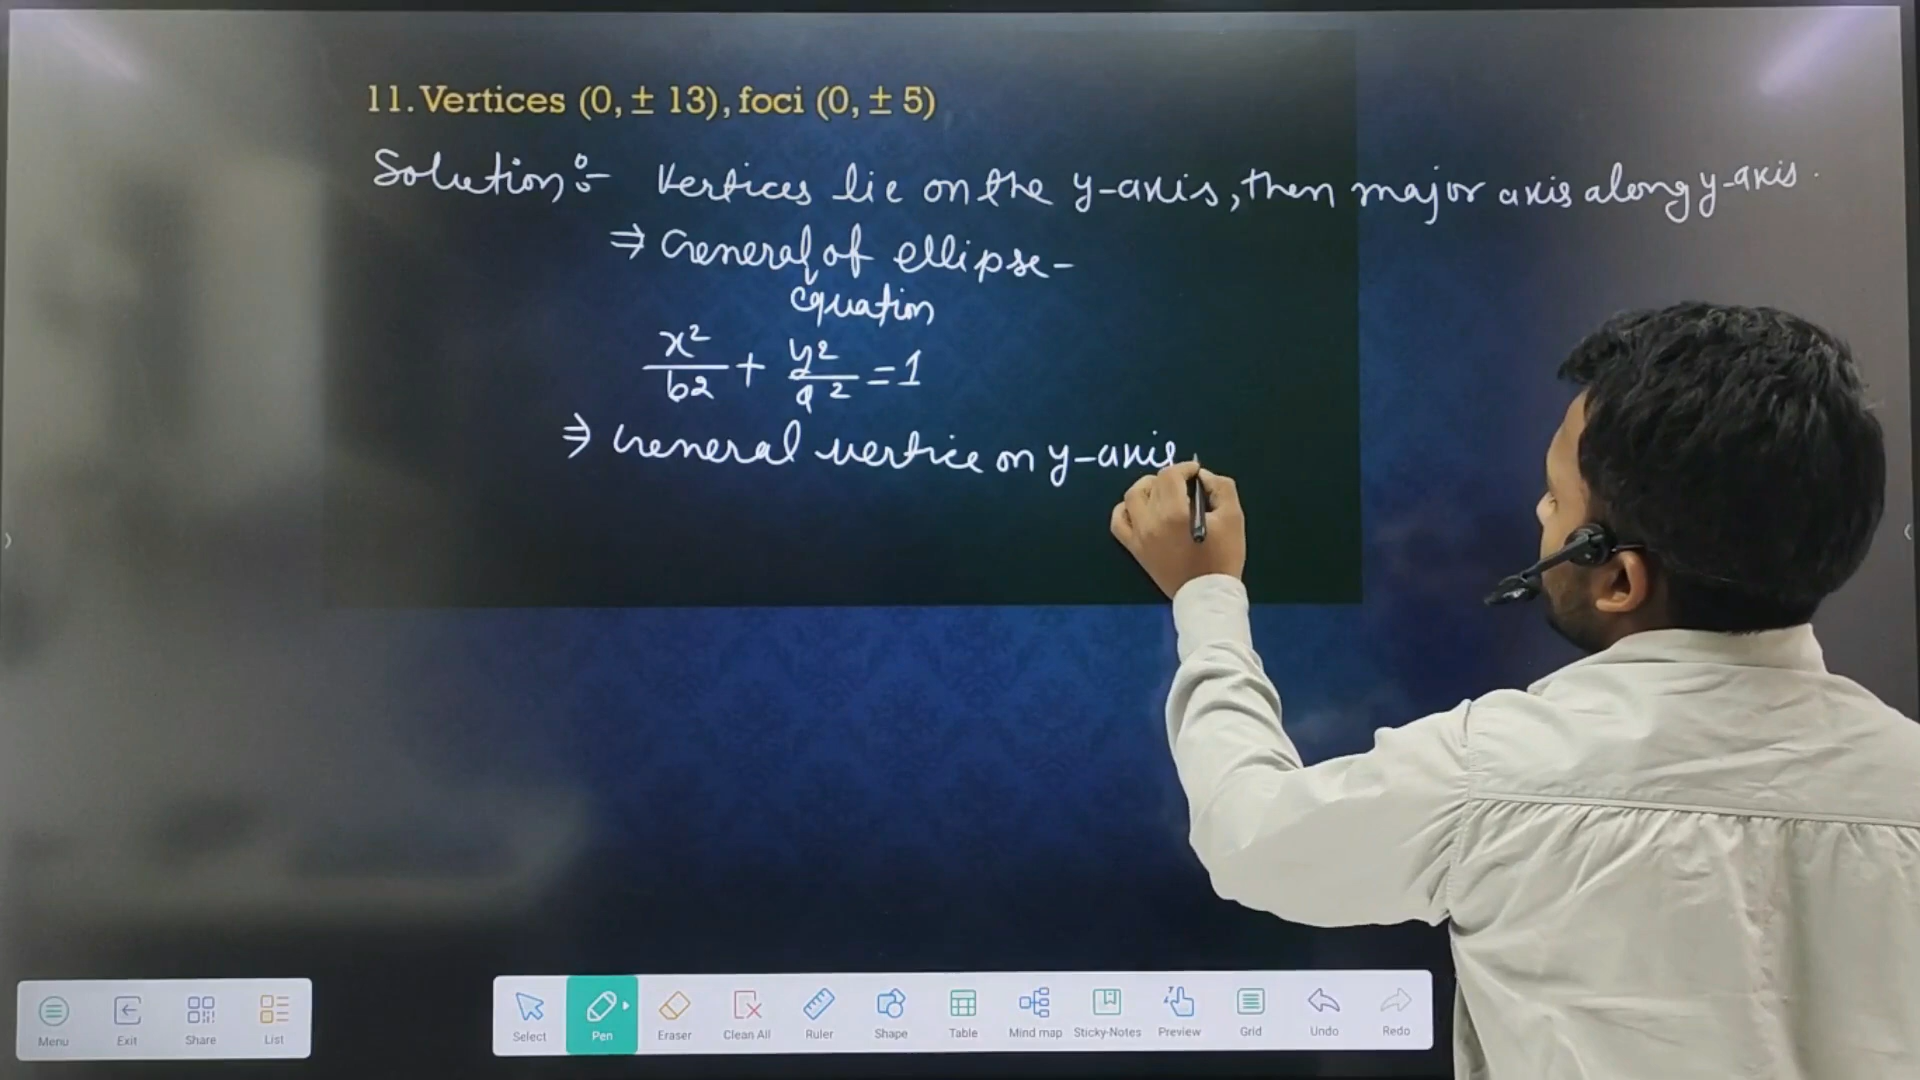 11. Vertices (0, ± 13), foci (0, ± 5)
Solution:- Vertices lie on the y-axis, then major axis along y-axis.
⇒ General of ellipse-
equation
x²/b² + y²/a² = 1
⇒ General vertice on y-axis
Menu Exit Share List
Select Pen Eraser Clean All Ruler Shape Table Mind map Sticky-Notes Preview Grid Undo Redo